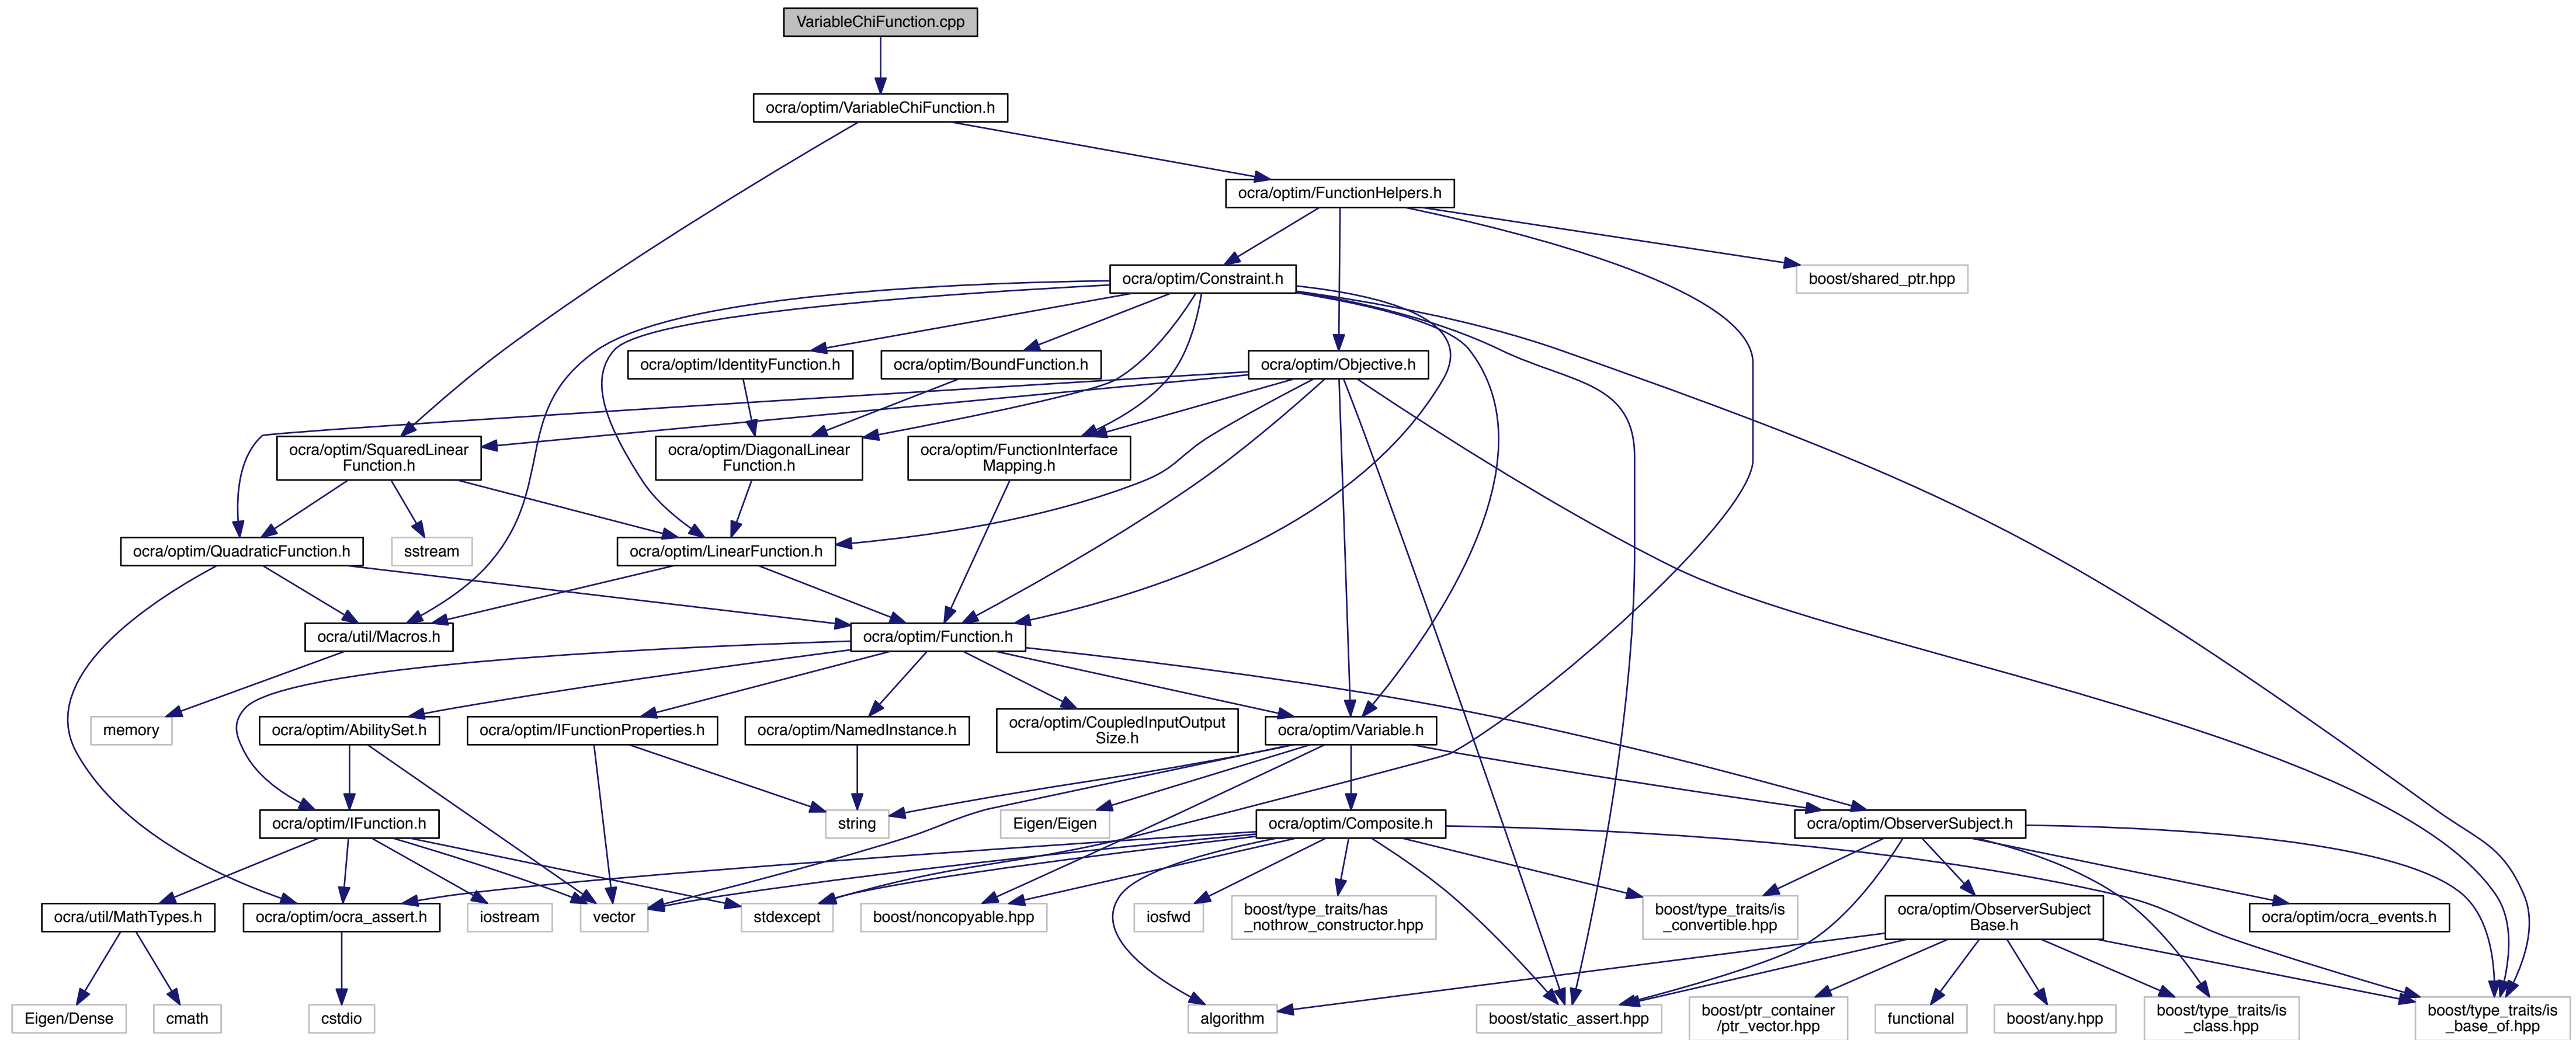 VariableChiFunction.cpp
ocra/optim/VariableChiFunction.h
ocra/optim/FunctionHelpers.h
ocra/optim/Constraint.h
boost/shared_ptr.hpp
ocra/optim/IdentityFunction.h
ocra/optim/BoundFunction.h
ocra/optim/Objective.h
ocra/optim/SquaredLinear
Function.h
ocra/optim/DiagonalLinear
Function.h
ocra/optim/FunctionInterface
Mapping.h
ocra/optim/QuadraticFunction.h
sstream
ocra/optim/LinearFunction.h
ocra/util/Macros.h
ocra/optim/Function.h
memory
ocra/optim/AbilitySet.h
ocra/optim/IFunctionProperties.h
ocra/optim/NamedInstance.h
ocra/optim/CoupledInputOutput
Size.h
ocra/optim/Variable.h
ocra/optim/IFunction.h
string
Eigen/Eigen
ocra/optim/Composite.h
ocra/optim/ObserverSubject.h
ocra/util/MathTypes.h
ocra/optim/ocra_assert.h
iostream
vector
stdexcept
boost/noncopyable.hpp
iosfwd
boost/type_traits/has
_nothrow_constructor.hpp
boost/type_traits/is
_convertible.hpp
ocra/optim/ObserverSubject
Base.h
ocra/optim/ocra_events.h
Eigen/Dense
cmath
cstdio
algorithm
boost/static_assert.hpp
boost/ptr_container
/ptr_vector.hpp
functional
boost/any.hpp
boost/type_traits/is
_class.hpp
boost/type_traits/is
_base_of.hpp